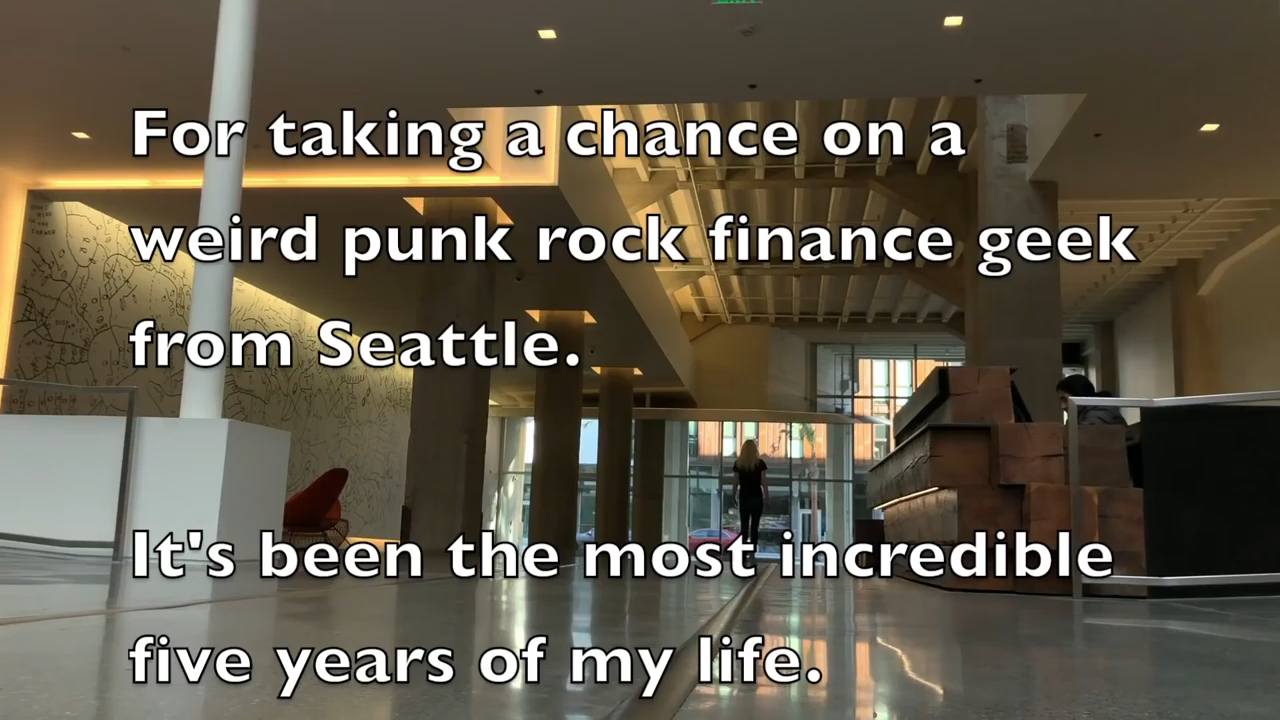 For taking a chance on a
weird punk rock finance geek
from Seattle.
It's been the most incredible
five years of my life.